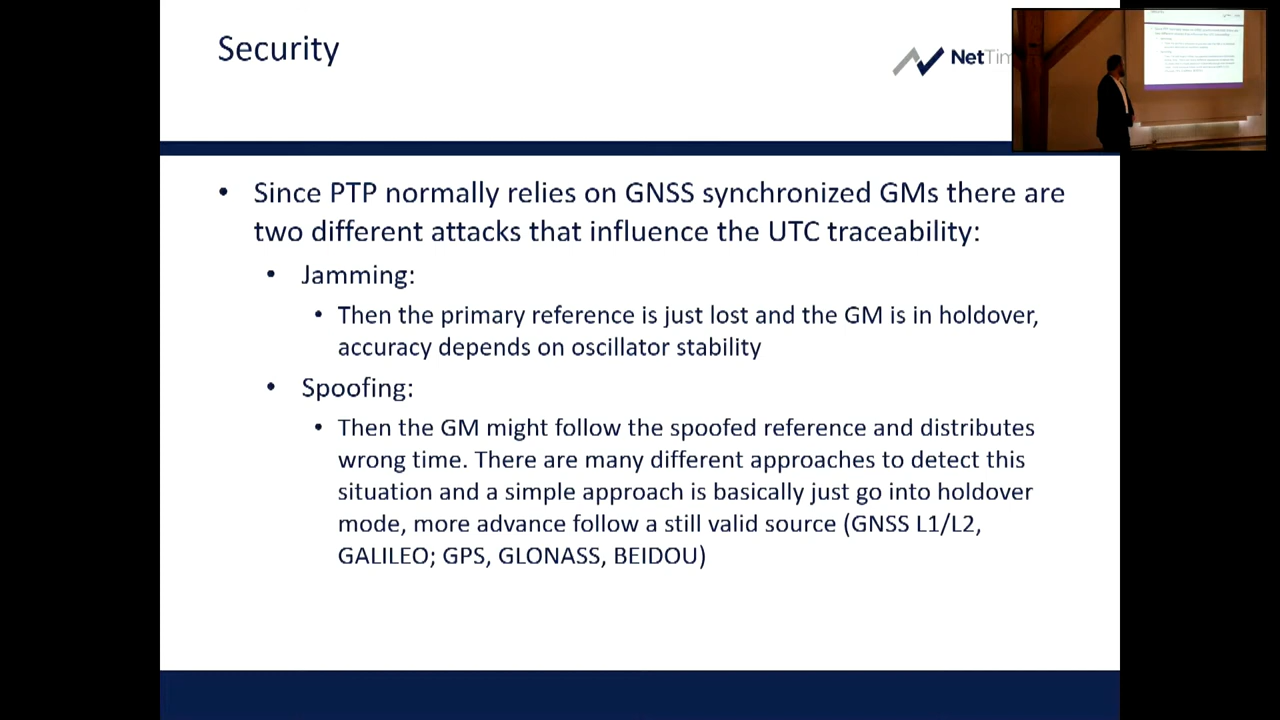 Security
NetTim
• Since PTP normally relies on GNSS synchronized GMs there are
two different attacks that influence the UTC traceability:
• Jamming:
• Then the primary reference is just lost and the GM is in holdover,
accuracy depends on oscillator stability
• Spoofing:
• Then the GM might follow the spoofed reference and distributes
wrong time. There are many different approaches to detect this
situation and a simple approach is basically just go into holdover
mode, more advance follow a still valid source (GNSS L1/L2,
GALILEO; GPS, GLONASS, BEIDOU)